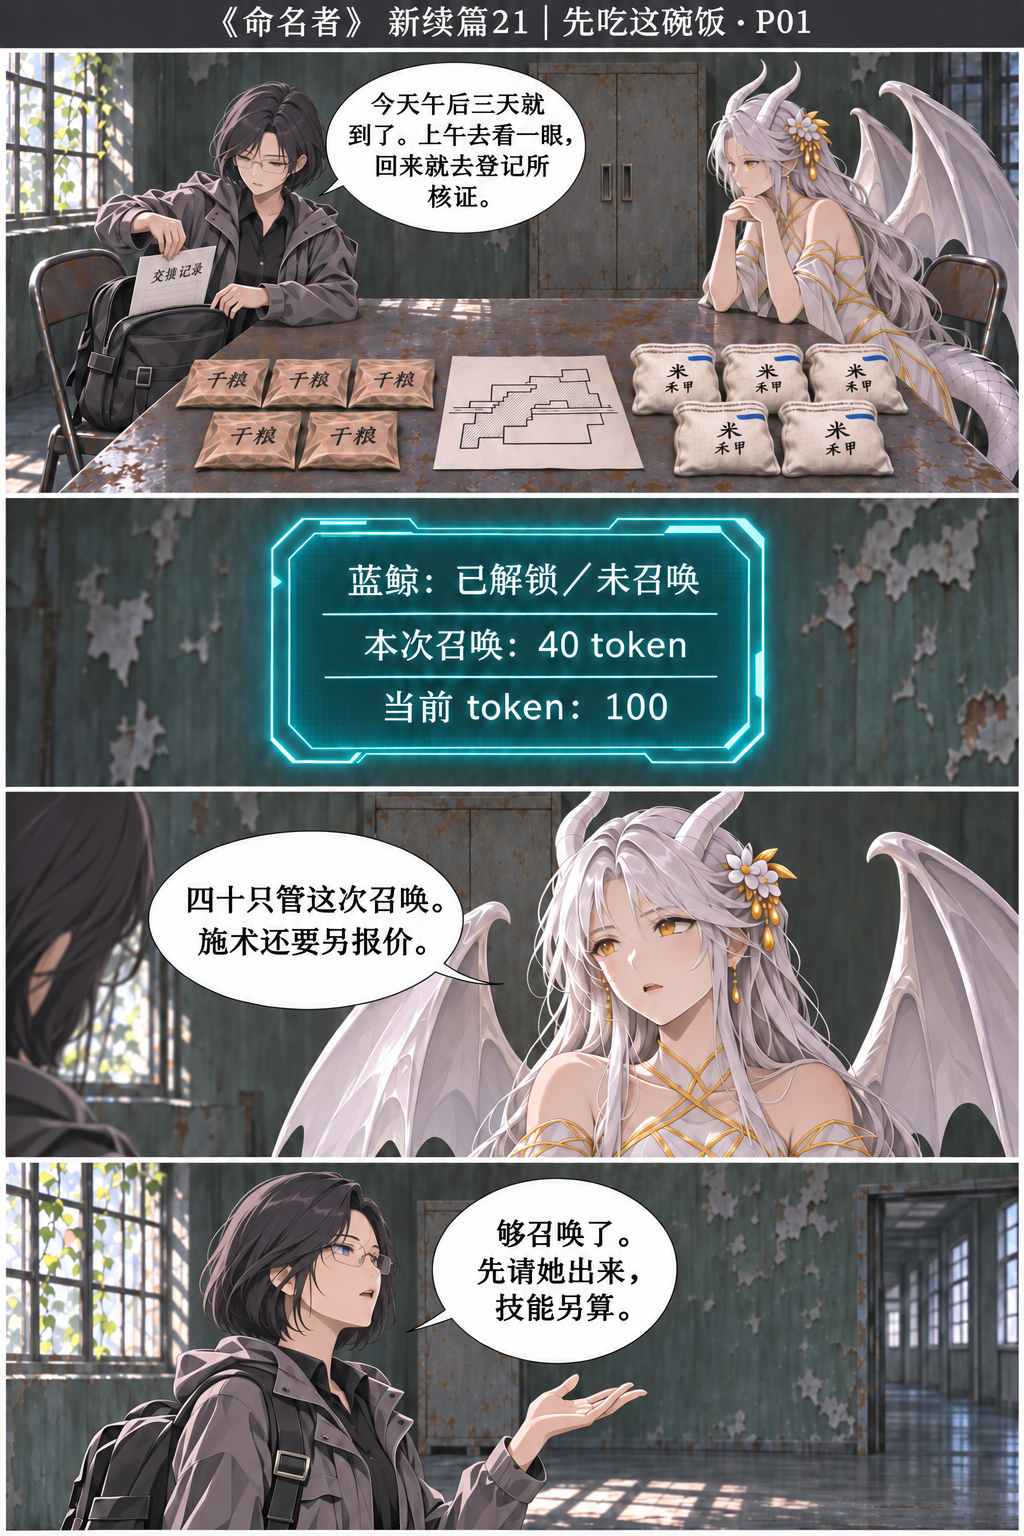 《命名者》 新续篇21 | 先吃这碗饭 · P01
今天午后三天就
到了。上午去看一眼，
回来就去登记所
核证。
记录
干粮
干粮
干粮
干粮
干粮
米
禾甲
米
禾甲
米
禾甲
米
禾甲
米
禾甲
蓝鲸：已解锁／未召唤
本次召唤：40 token
当前 token：100
四十只管这次召唤。
施术还要另报价。
够召唤了。
先请她出来，
技能另算。